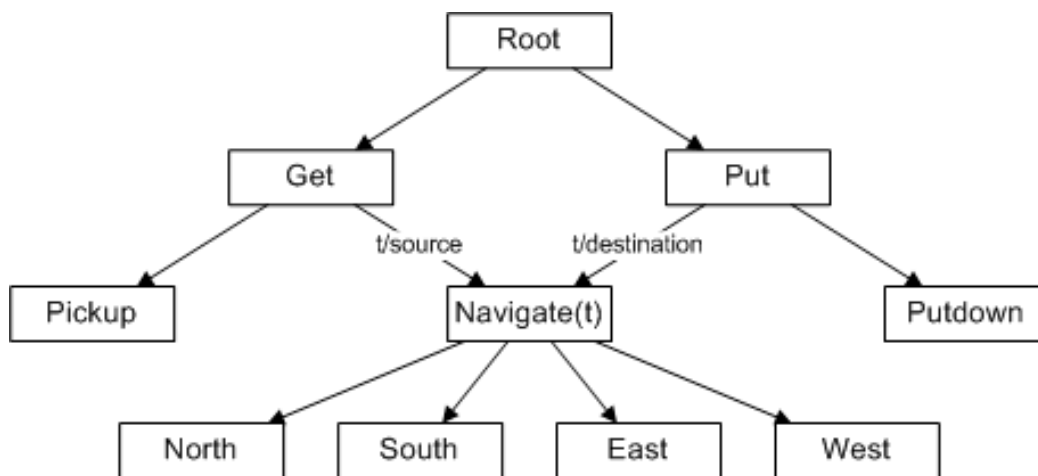 Root
Get
Put
t/source
t/destination
Pickup
Navigate(t)
Putdown
North
South
East
West